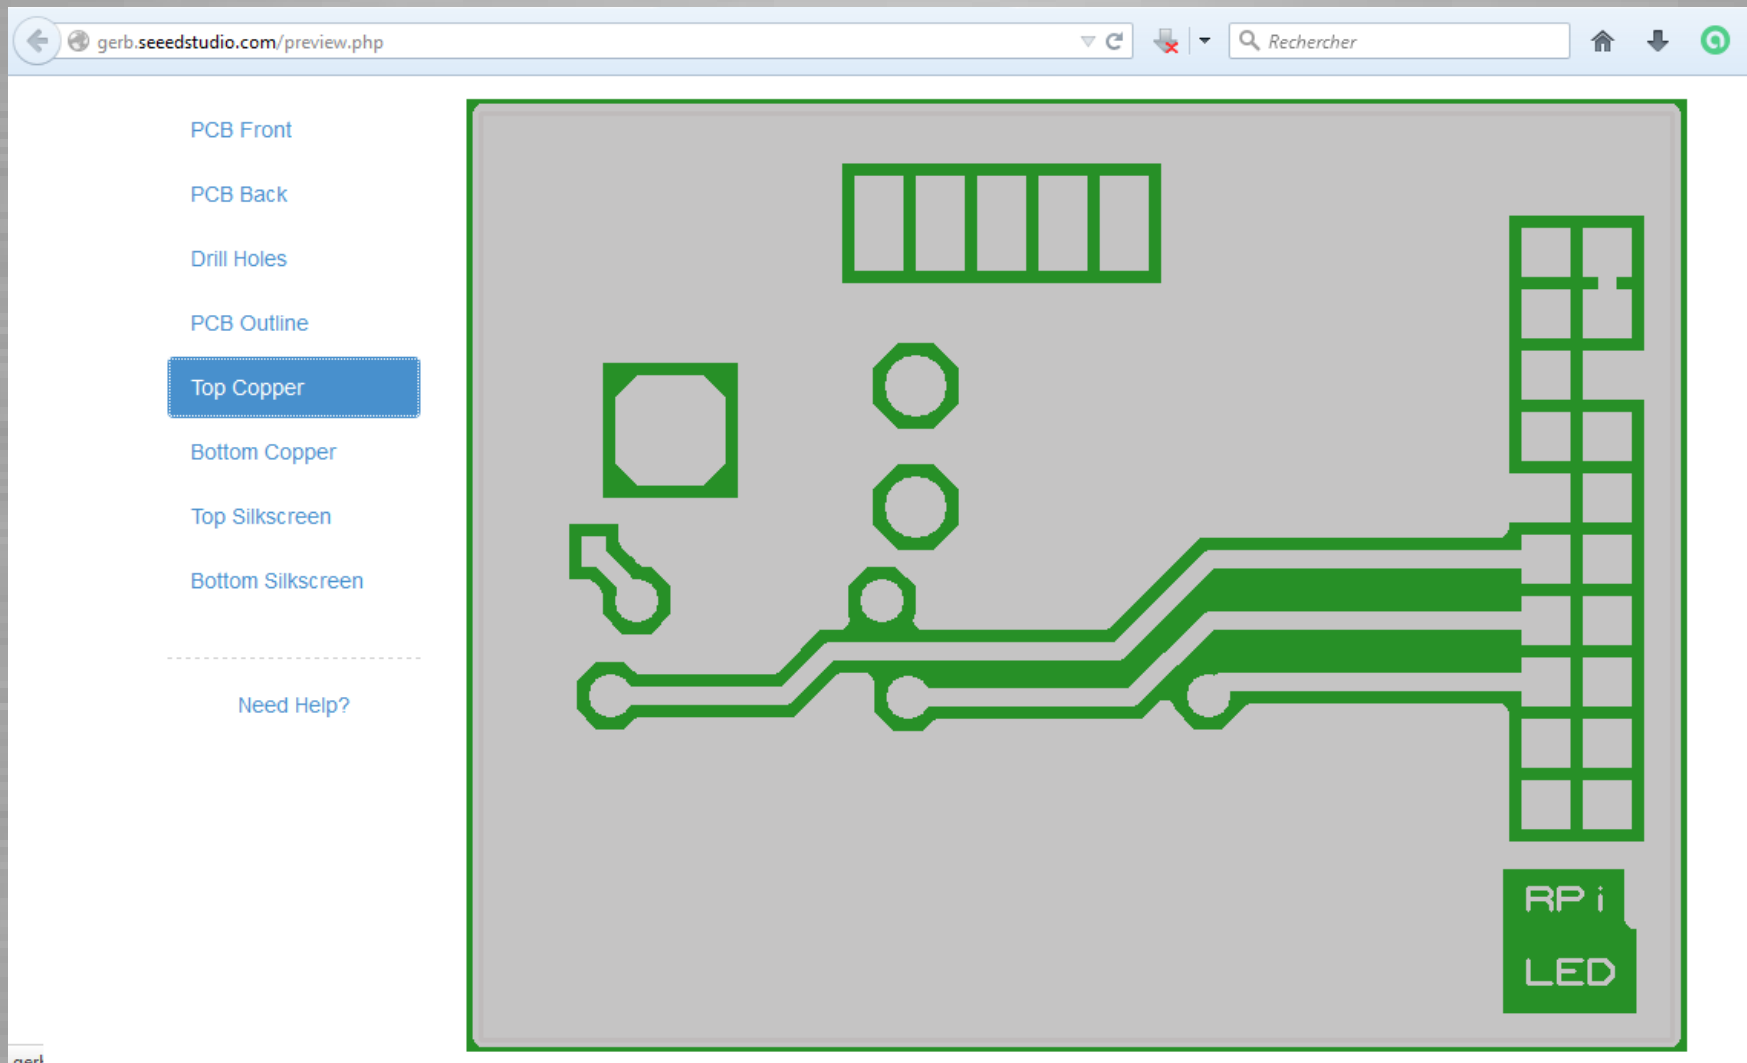 gerb.seeedstudio.com/preview.php
Rechercher
PCB Front
PCB Back
Drill Holes
PCB Outline
Top Copper
Bottom Copper
Top Silkscreen
Bottom Silkscreen
Need Help?
RPi
LED